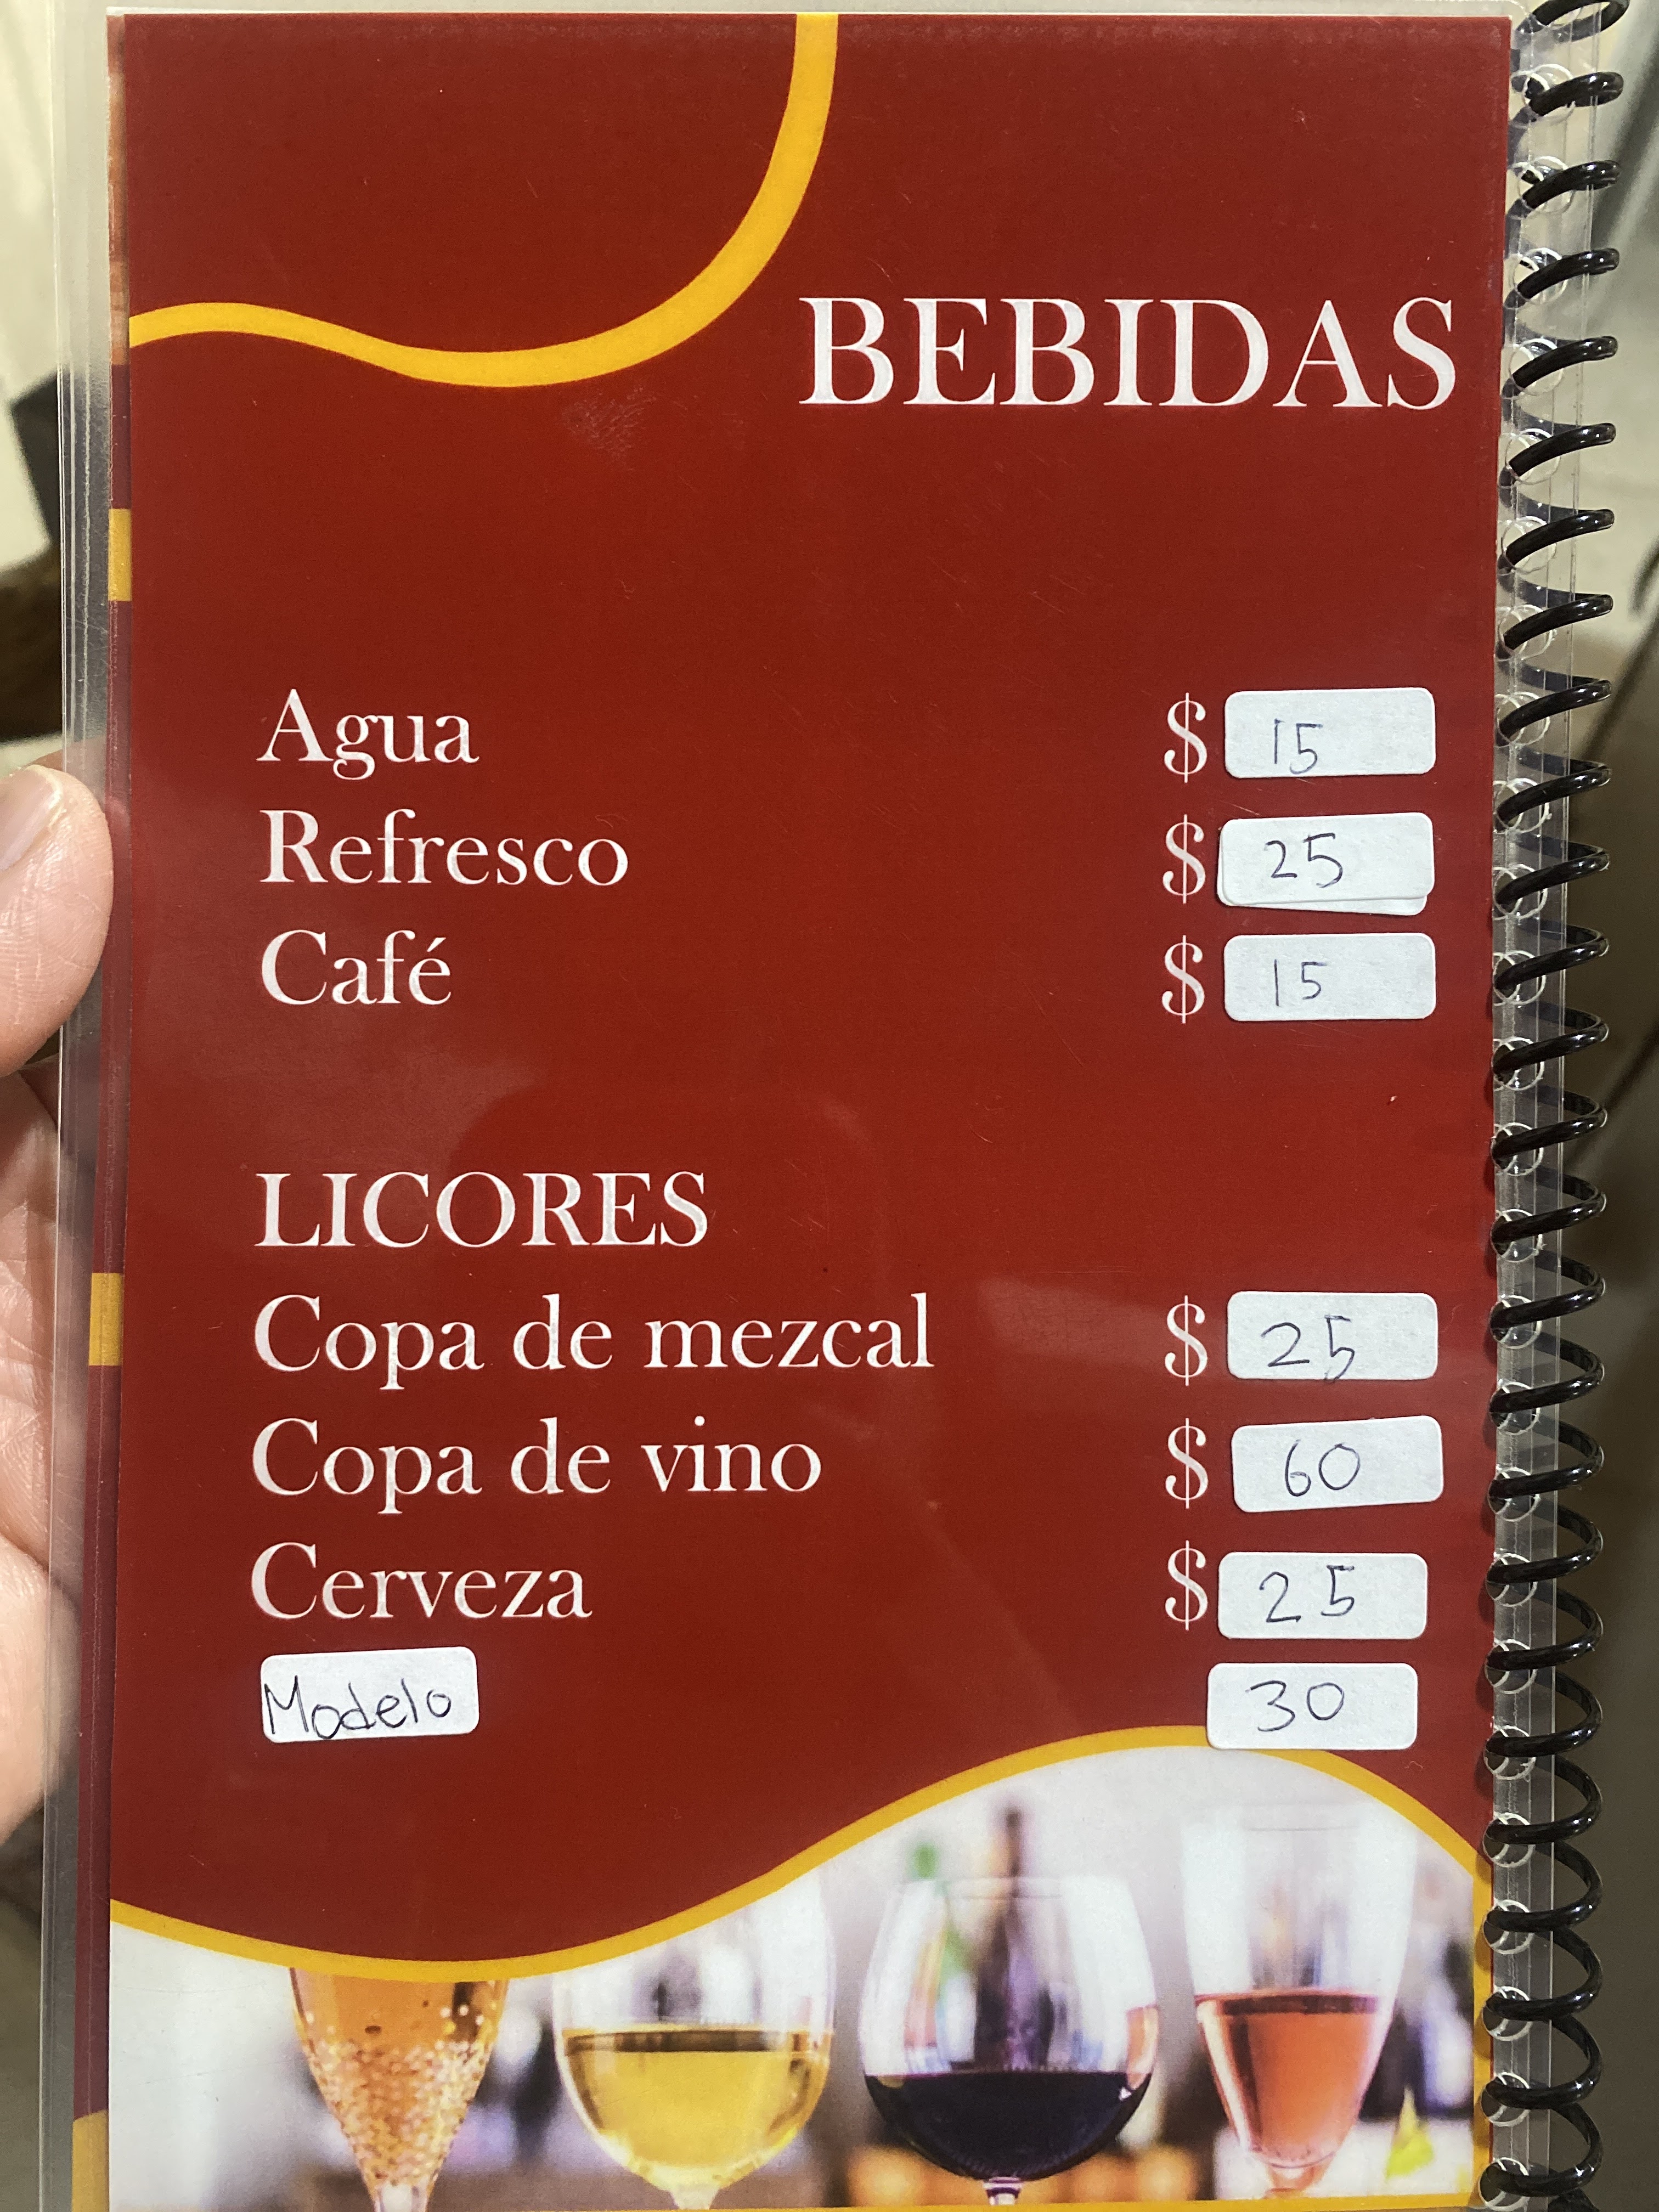 BEBIDAS
Agua $ 15
Refresco $ 25
Café $ 15
LICORES
Copa de mezcal $ 25
Copa de vino $ 60
Cerveza $ 25
Modelo 30